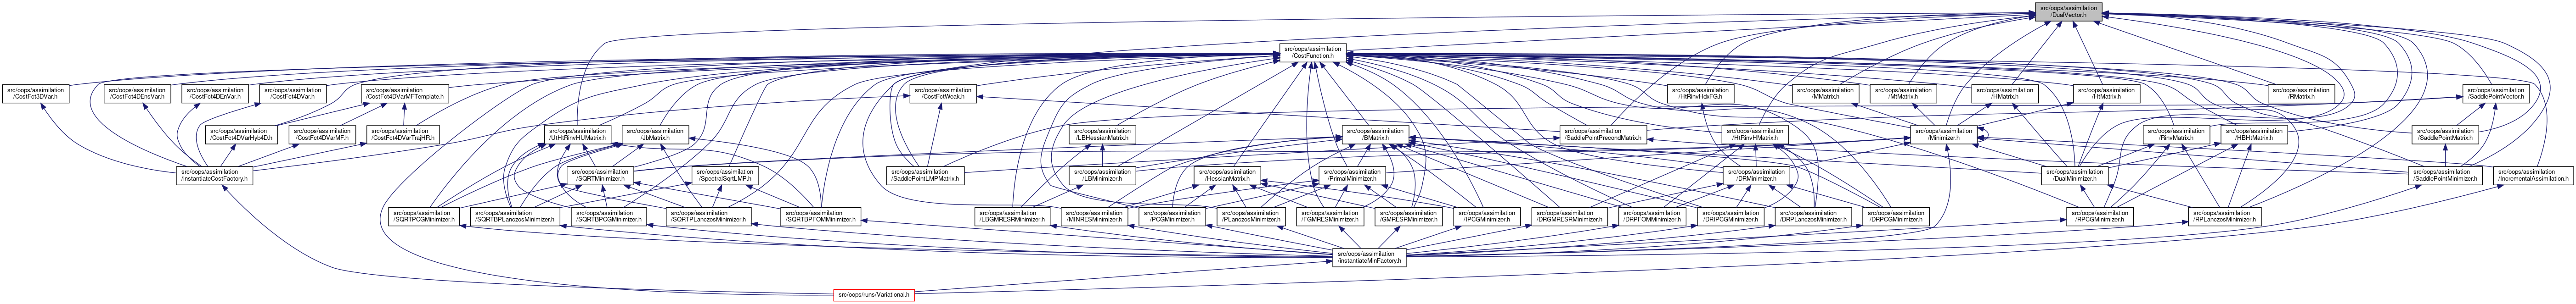 src/oops/assimilation
/DualVector.h
src/oops/assimilation
/CostFunction.h
src/oops/assimilation
/CostFct3DVar.h
src/oops/assimilation
/CostFct4DEnsVar.h
src/oops/assimilation
/CostFct4DEnVar.h
src/oops/assimilation
/CostFct4DVar.h
src/oops/assimilation
/CostFct4DVarMFTemplate.h
src/oops/assimilation
/CostFctWeak.h
src/oops/assimilation
/HtRinvHdxFG.h
src/oops/assimilation
/MMatrix.h
src/oops/assimilation
/MtMatrix.h
src/oops/assimilation
/HMatrix.h
src/oops/assimilation
/HtMatrix.h
src/oops/assimilation
/RMatrix.h
src/oops/assimilation
/SaddlePointVector.h
src/oops/assimilation
/CostFct4DVarHyb4D.h
src/oops/assimilation
/CostFct4DVarMF.h
src/oops/assimilation
/CostFct4DVarTrajHR.h
src/oops/assimilation
/UtHtRinvHUMatrix.h
src/oops/assimilation
/JbMatrix.h
src/oops/assimilation
/LBHessianMatrix.h
src/oops/assimilation
/BMatrix.h
src/oops/assimilation
/SaddlePointPrecondMatrix.h
src/oops/assimilation
/HtRinvHMatrix.h
src/oops/assimilation
/Minimizer.h
src/oops/assimilation
/RinvMatrix.h
src/oops/assimilation
/HBHtMatrix.h
src/oops/assimilation
/SaddlePointMatrix.h
src/oops/assimilation
/instantiateCostFactory.h
src/oops/assimilation
/SQRTMinimizer.h
src/oops/assimilation
/SpectralSqrtLMP.h
src/oops/assimilation
/SaddlePointLMPMatrix.h
src/oops/assimilation
/LBMinimizer.h
src/oops/assimilation
/HessianMatrix.h
src/oops/assimilation
/PrimalMinimizer.h
src/oops/assimilation
/DRMinimizer.h
src/oops/assimilation
/DualMinimizer.h
src/oops/assimilation
/SaddlePointMinimizer.h
src/oops/assimilation
/IncrementalAssimilation.h
src/oops/assimilation
/SQRTPCGMinimizer.h
src/oops/assimilation
/SQRTBPLanczosMinimizer.h
src/oops/assimilation
/SQRTBPCGMinimizer.h
src/oops/assimilation
/SQRTPLanczosMinimizer.h
src/oops/assimilation
/SQRTBPFOMMinimizer.h
src/oops/assimilation
/LBGMRESRMinimizer.h
src/oops/assimilation
/MINRESMinimizer.h
src/oops/assimilation
/PCGMinimizer.h
src/oops/assimilation
/PLanczosMinimizer.h
src/oops/assimilation
/FGMRESMinimizer.h
src/oops/assimilation
/GMRESRMinimizer.h
src/oops/assimilation
/IPCGMinimizer.h
src/oops/assimilation
/DRGMRESRMinimizer.h
src/oops/assimilation
/DRPFOMMinimizer.h
src/oops/assimilation
/DRIPCGMinimizer.h
src/oops/assimilation
/DRPLanczosMinimizer.h
src/oops/assimilation
/DRPCGMinimizer.h
src/oops/assimilation
/RPCGMinimizer.h
src/oops/assimilation
/RPLanczosMinimizer.h
src/oops/assimilation
/instantiateMinFactory.h
src/oops/runs/Variational.h